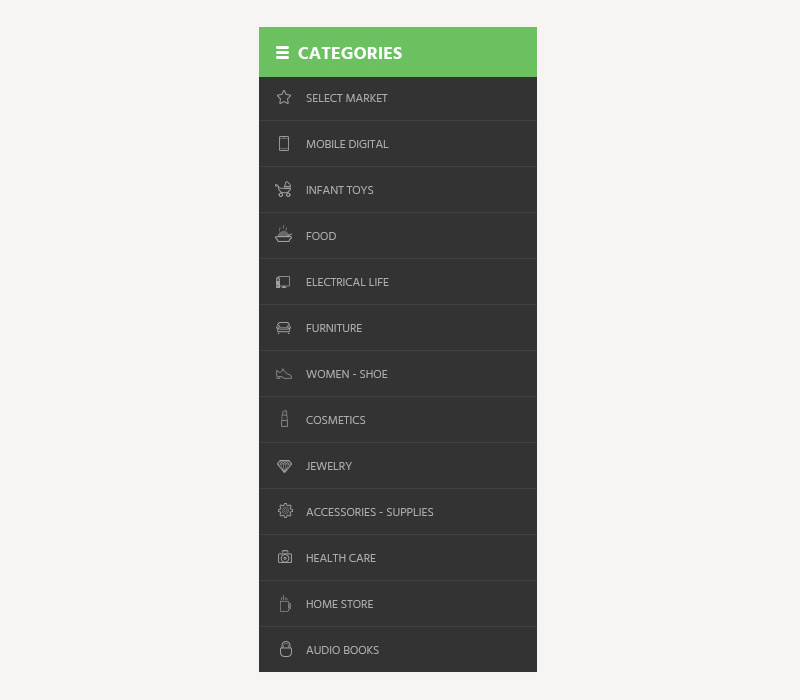 CATEGORIES
SELECT MARKET
MOBILE DIGITAL
INFANT TOYS
FOOD
ELECTRICAL LIFE
FURNITURE
WOMEN - SHOE
COSMETICS
JEWELRY
ACCESSORIES - SUPPLIES
HEALTH CARE
HOME STORE
AUDIO BOOKS